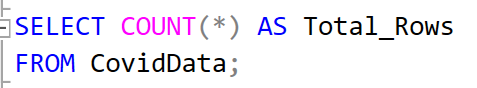 SELECT COUNT(*) AS Total_Rows
FROM CovidData;